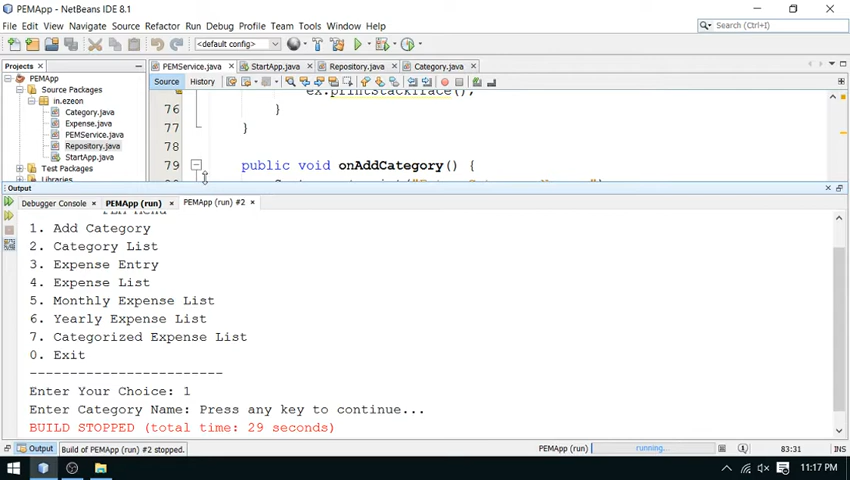 PEMApp - NetBeans IDE 8.1
File Edit View Navigate Source Refactor Run Debug Profile Team Tools Window Help
Search (Ctrl+I)
<default config>
Projects
PEMService.java
StartApp.java
Repository.java
Category.java
PEMApp
Source
History
Source Packages
in.ezeon
Category.java
Expense.java
PEMService.java
Repository.java
StartApp.java
Test Packages
Libraries
ex.printStackTrace();
76 }
77 }
78
79 public void onAddCategory() {
Output
Debugger Console
PEMApp (run)
PEMApp (run) #2
PEM Menu
1. Add Category
2. Category List
3. Expense Entry
4. Expense List
5. Monthly Expense List
6. Yearly Expense List
7. Categorized Expense List
0. Exit
------------------------
Enter Your Choice: 1
Enter Category Name: Press any key to continue...
BUILD STOPPED (total time: 29 seconds)
Output
Build of PEMApp (run) #2 stopped.
PEMApp (run)
running...
83:31
INS
11:17 PM